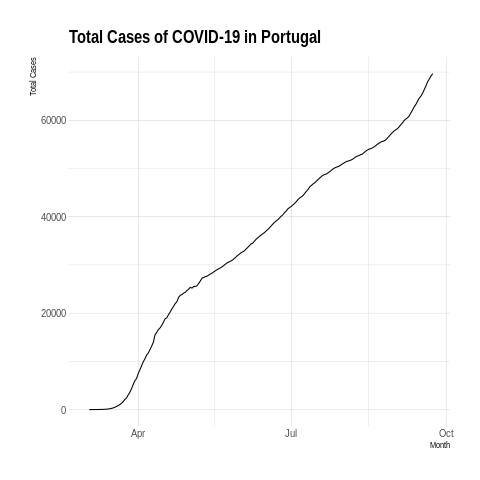 Total Cases of COVID-19 in Portugal
Total Cases
60000
40000
20000
0
Apr
Jul
Oct
Month